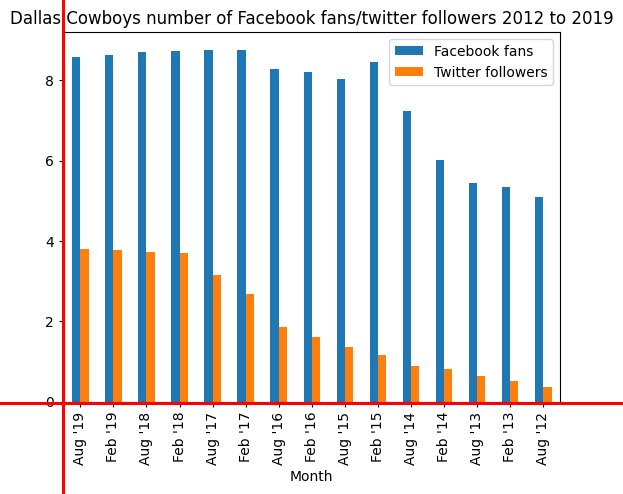 Dallas Cowboys number of Facebook fans/twitter followers 2012 to 2019
Facebook fans
Twitter followers
8
6
4
2
0
Aug '19
Feb '19
Aug '18
Feb '18
Aug '17
Feb '17
Aug '16
Feb '16
Aug '15
Feb '15
Aug '14
Feb '14
Aug '13
Feb '13
Aug '12
Month